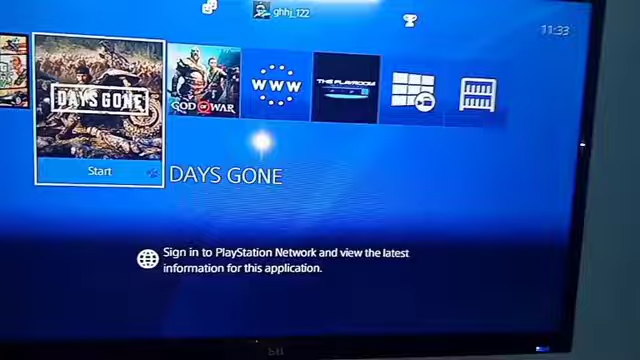 ghhj_122
11:33
DAYS GONE
GOD OF WAR
WWW
THE PLAYROOM
Start
DAYS GONE
Sign in to PlayStation Network and view the latest
information for this application.